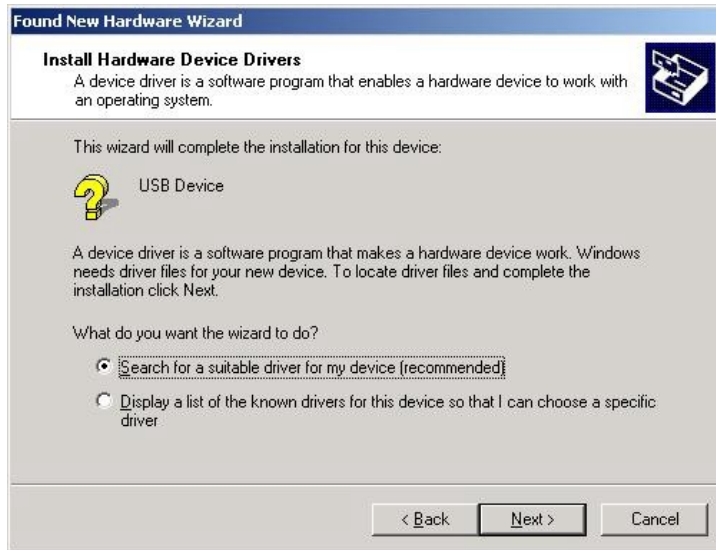 Found New Hardware Wizard
Install Hardware Device Drivers
A device driver is a software program that enables a hardware device to work with
an operating system.
This wizard will complete the installation for this device:
USB Device
A device driver is a software program that makes a hardware device work. Windows
needs driver files for your new device. To locate driver files and complete the
installation click Next.
What do you want the wizard to do?
Search for a suitable driver for my device (recommended)
Display a list of the known drivers for this device so that I can choose a specific
driver
< Back
Next >
Cancel